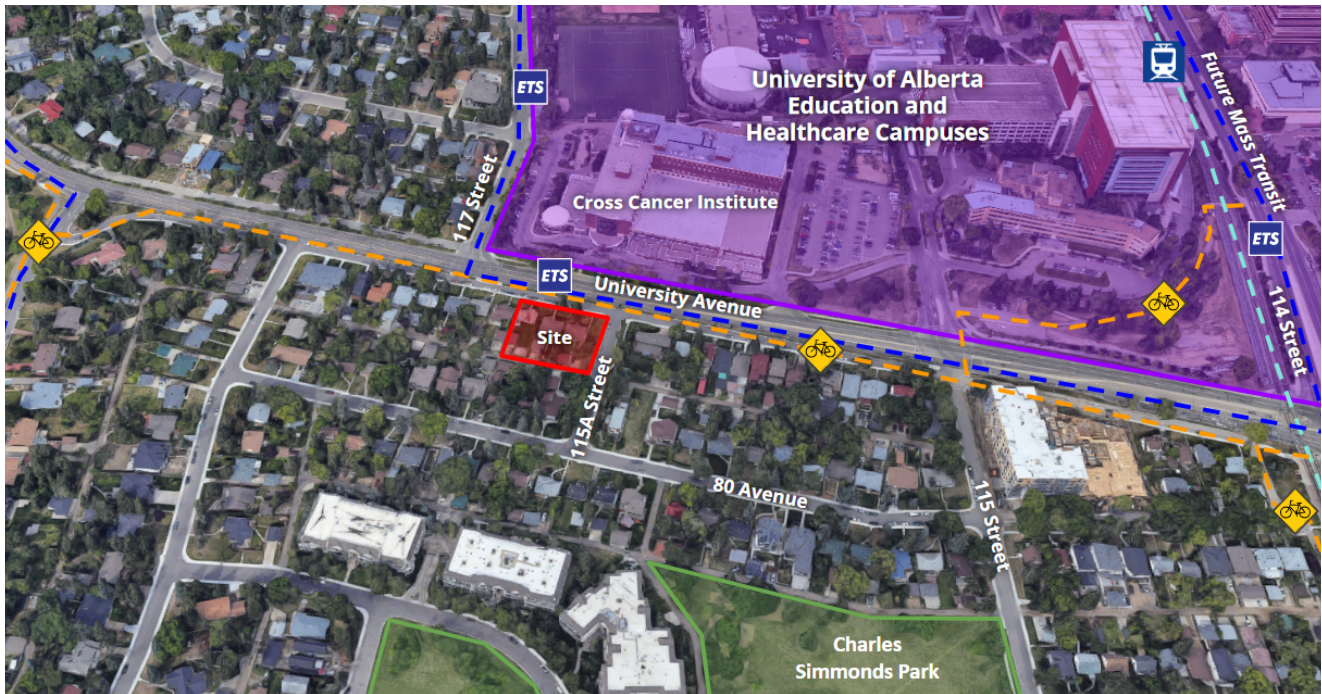 ETS
University of Alberta
Education and
Healthcare Campuses
Future Mass Transit
117 Street
Cross Cancer Institute
ETS
ETS
University Avenue
114 Street
Site
115A Street
80 Avenue
115 Street
Charles
Simmonds Park